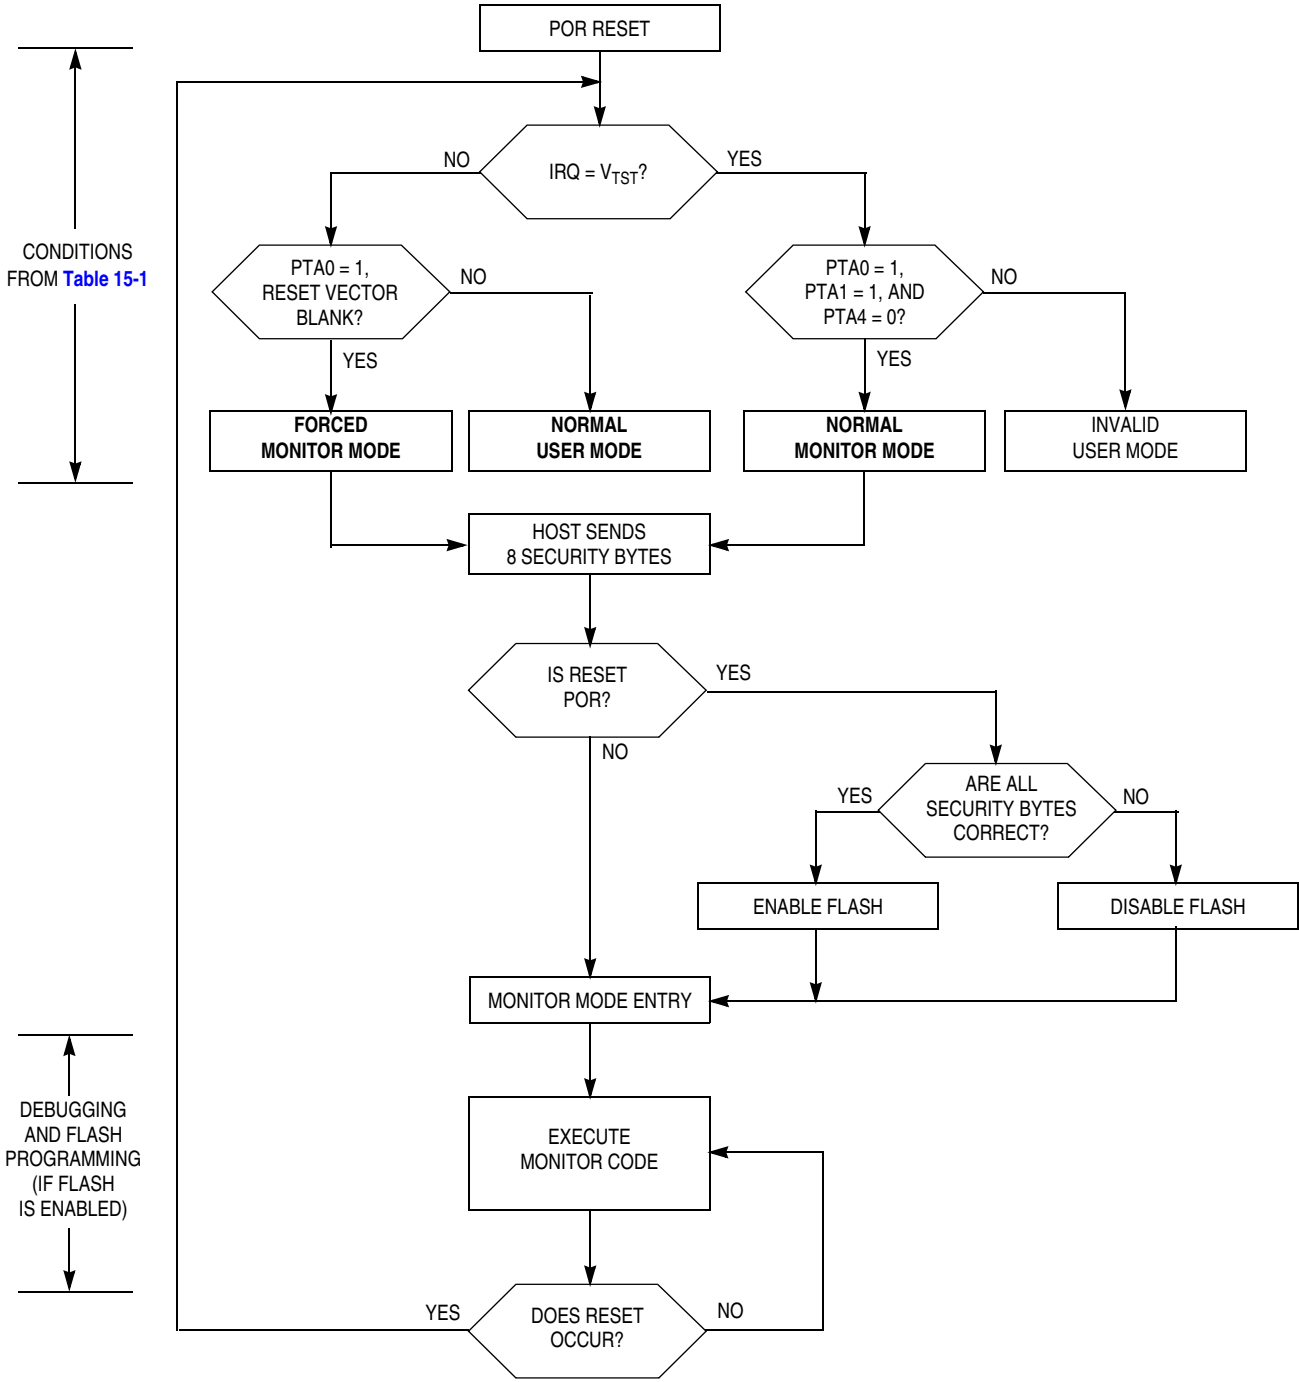 POR RESET
NO
IRQ = VTST?
YES
CONDITIONS
FROM Table 15-1
PTA0 = 1,
RESET VECTOR
BLANK?
NO
YES
PTA0 = 1,
PTA1 = 1, AND
PTA4 = 0?
NO
YES
FORCED
MONITOR MODE
NORMAL
USER MODE
NORMAL
MONITOR MODE
INVALID
USER MODE
HOST SENDS
8 SECURITY BYTES
IS RESET
POR?
YES
NO
ARE ALL
SECURITY BYTES
CORRECT?
YES
NO
ENABLE FLASH
DISABLE FLASH
MONITOR MODE ENTRY
DEBUGGING
AND FLASH
PROGRAMMING
(IF FLASH
IS ENABLED)
EXECUTE
MONITOR CODE
YES
DOES RESET
OCCUR?
NO